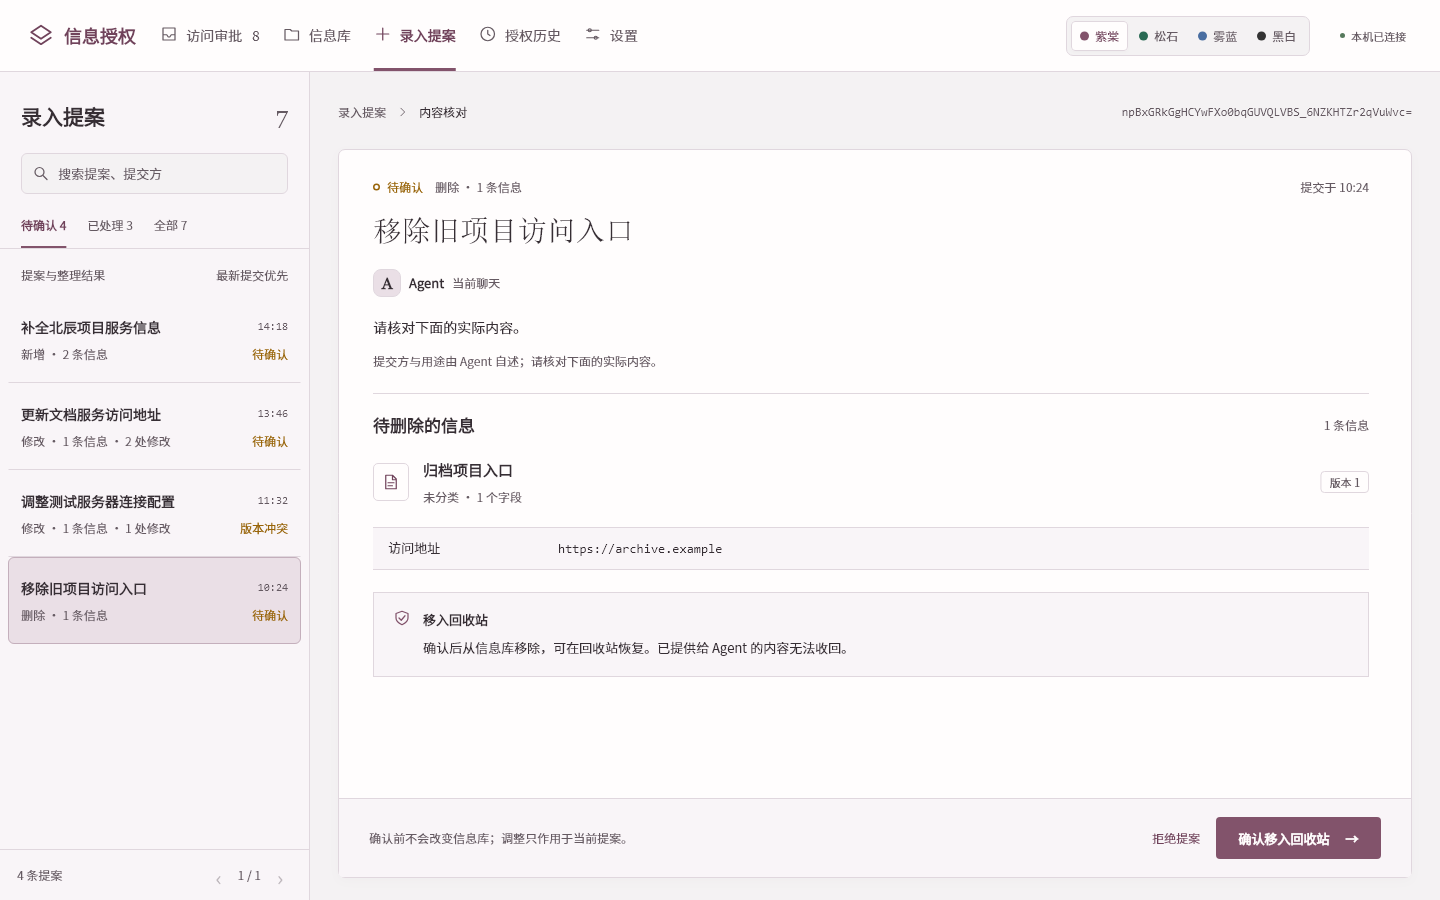 信息授权
访问审批 8
信息库
录入提案
授权历史
设置
紫棠
松石
雾蓝
黑白
本机已连接
录入提案 7
搜索提案、提交方
待确认 4 已处理 3 全部 7
提案与整理结果 最新提交优先
补全北辰项目服务信息 14:18
新增 · 2 条信息 待确认
更新文档服务访问地址 13:46
修改 · 1 条信息 · 2 处修改 待确认
调整测试服务器连接配置 11:32
修改 · 1 条信息 · 1 处修改 版本冲突
移除旧项目访问入口 10:24
删除 · 1 条信息 待确认
4 条提案 ‹ 1 / 1 ›
录入提案 > 内容核对 npBxGRkGgHCYwFXo0bqGUVQLVBS_6NZKHTZr2qVuWvc=
待确认 删除 · 1 条信息 提交于 10:24
移除旧项目访问入口
A Agent 当前聊天
请核对下面的实际内容。
提交方与用途由 Agent 自述；请核对下面的实际内容。
待删除的信息 1 条信息
归档项目入口
未分类 · 1 个字段 版本 1
访问地址 https://archive.example
移入回收站
确认后从信息库移除，可在回收站恢复。已提供给 Agent 的内容无法收回。
确认前不会改变信息库；调整只作用于当前提案。 拒绝提案 确认移入回收站 →